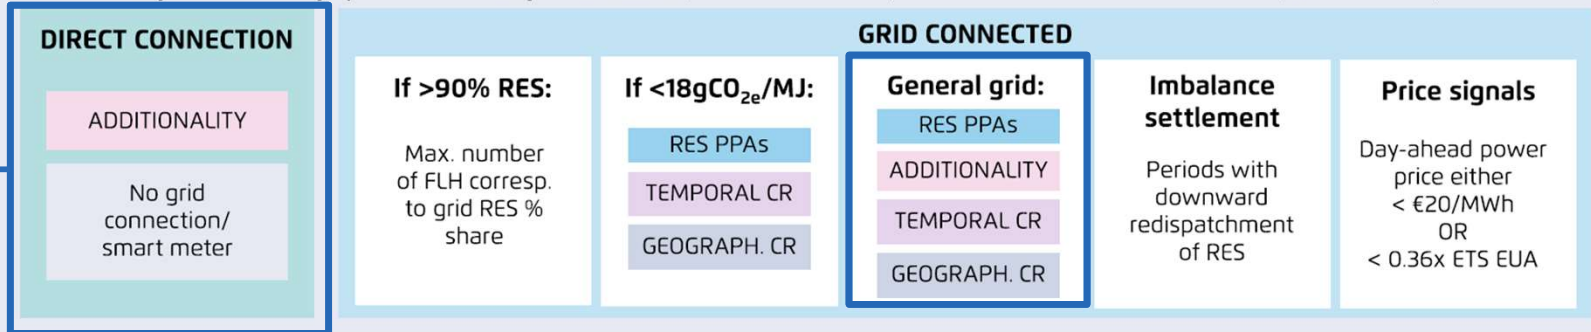 DIRECT CONNECTION
ADDITIONALITY
No grid
connection/
smart meter
GRID CONNECTED
If >90% RES:
Max. number
of FLH corresp.
to grid RES %
share
If <18gCO2e/MJ:
RES PPAs
TEMPORAL CR
GEOGRAPH. CR
General grid:
RES PPAs
ADDITIONALITY
TEMPORAL CR
GEOGRAPH. CR
Imbalance
settlement
Periods with
downward
redispatchment
of RES
Price signals
Day-ahead power
price either
< €20/MWh
OR
< 0.36x ETS EUA